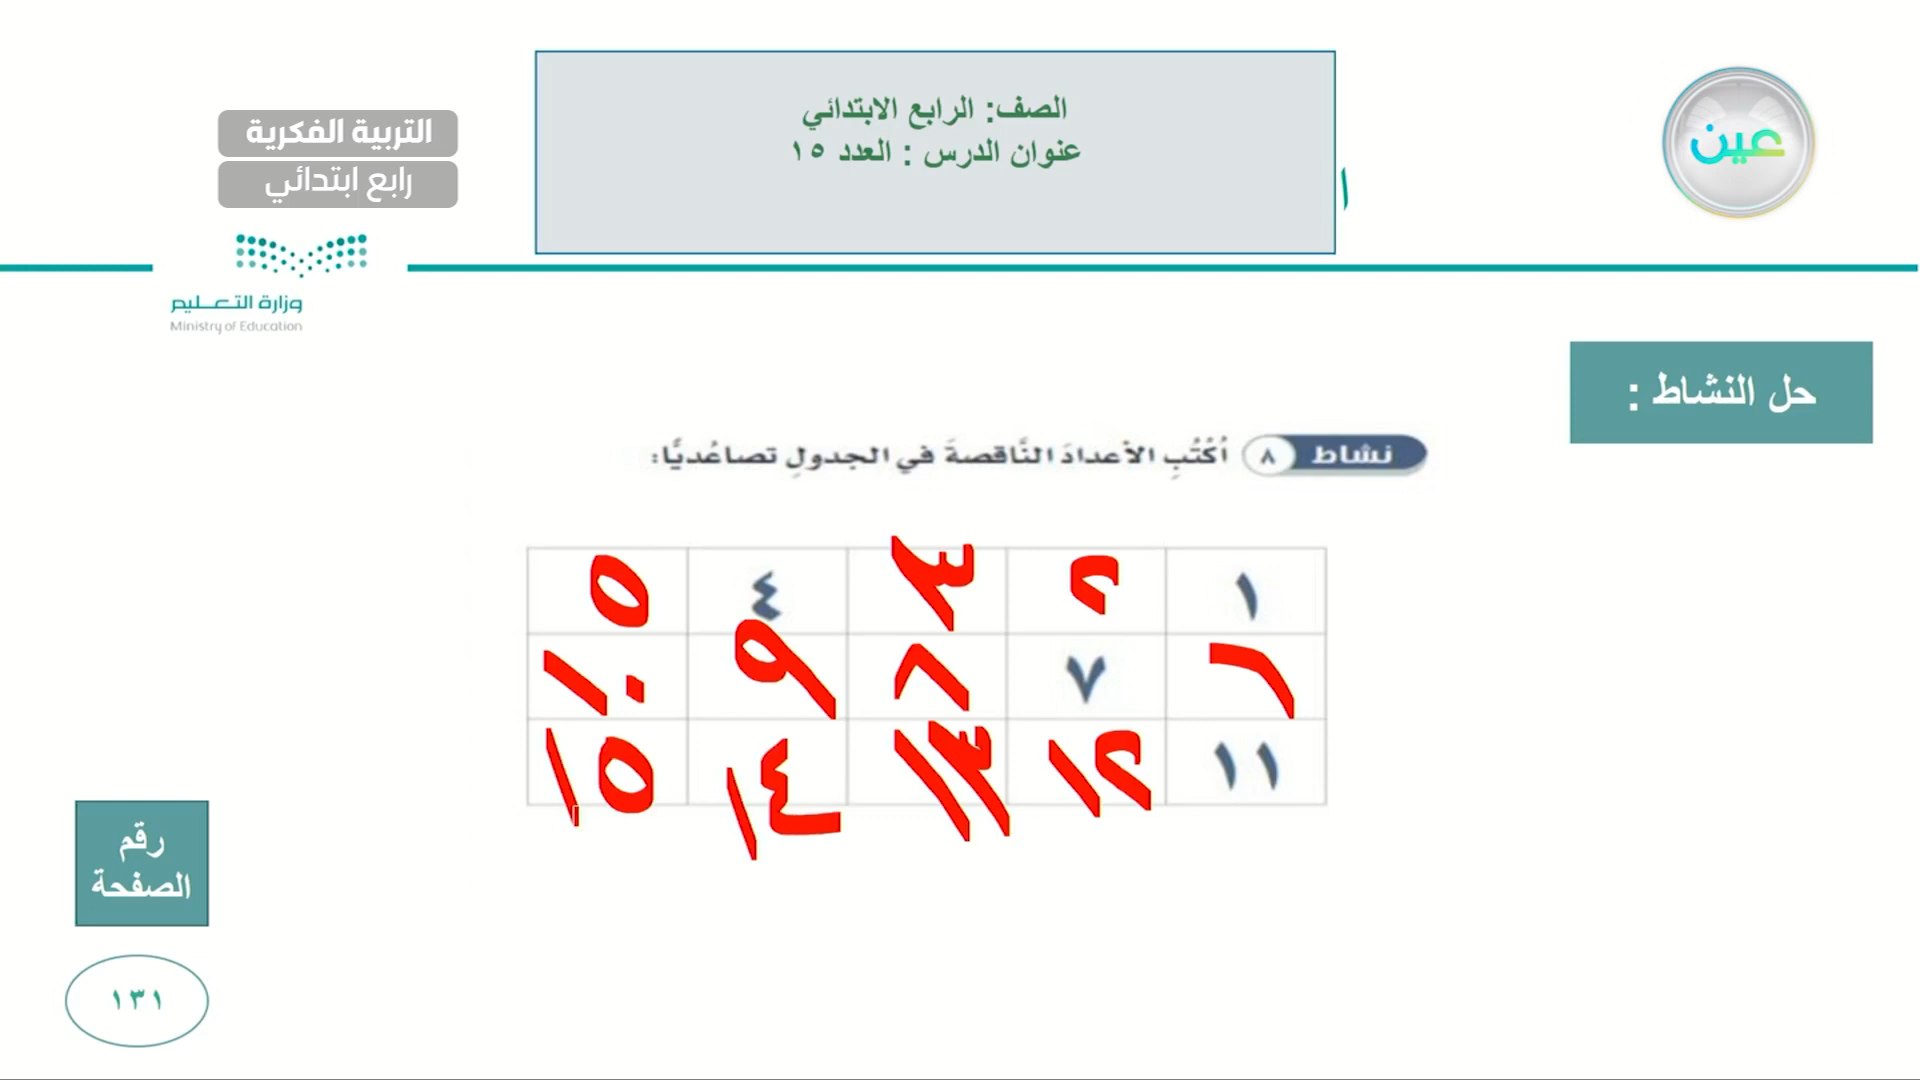 الصف: الرابع الابتدائي
عنوان الدرس : العدد ١٥
عين
التربية الفكرية
رابع ابتدائي
وزارة التعليم
Ministry of Education
حل النشاط :
نشاط ٨ أَكْتُبِ الأعدادَ النَّاقصةَ في الجدولِ تصاعُديًّا:
١ ٢ ٣ ٤ ٥
٦ ٧ ٨ ٩ ١٠
١١ ١٢ ١٣ ١٤ ١٥
رقم
الصفحة
١٣١